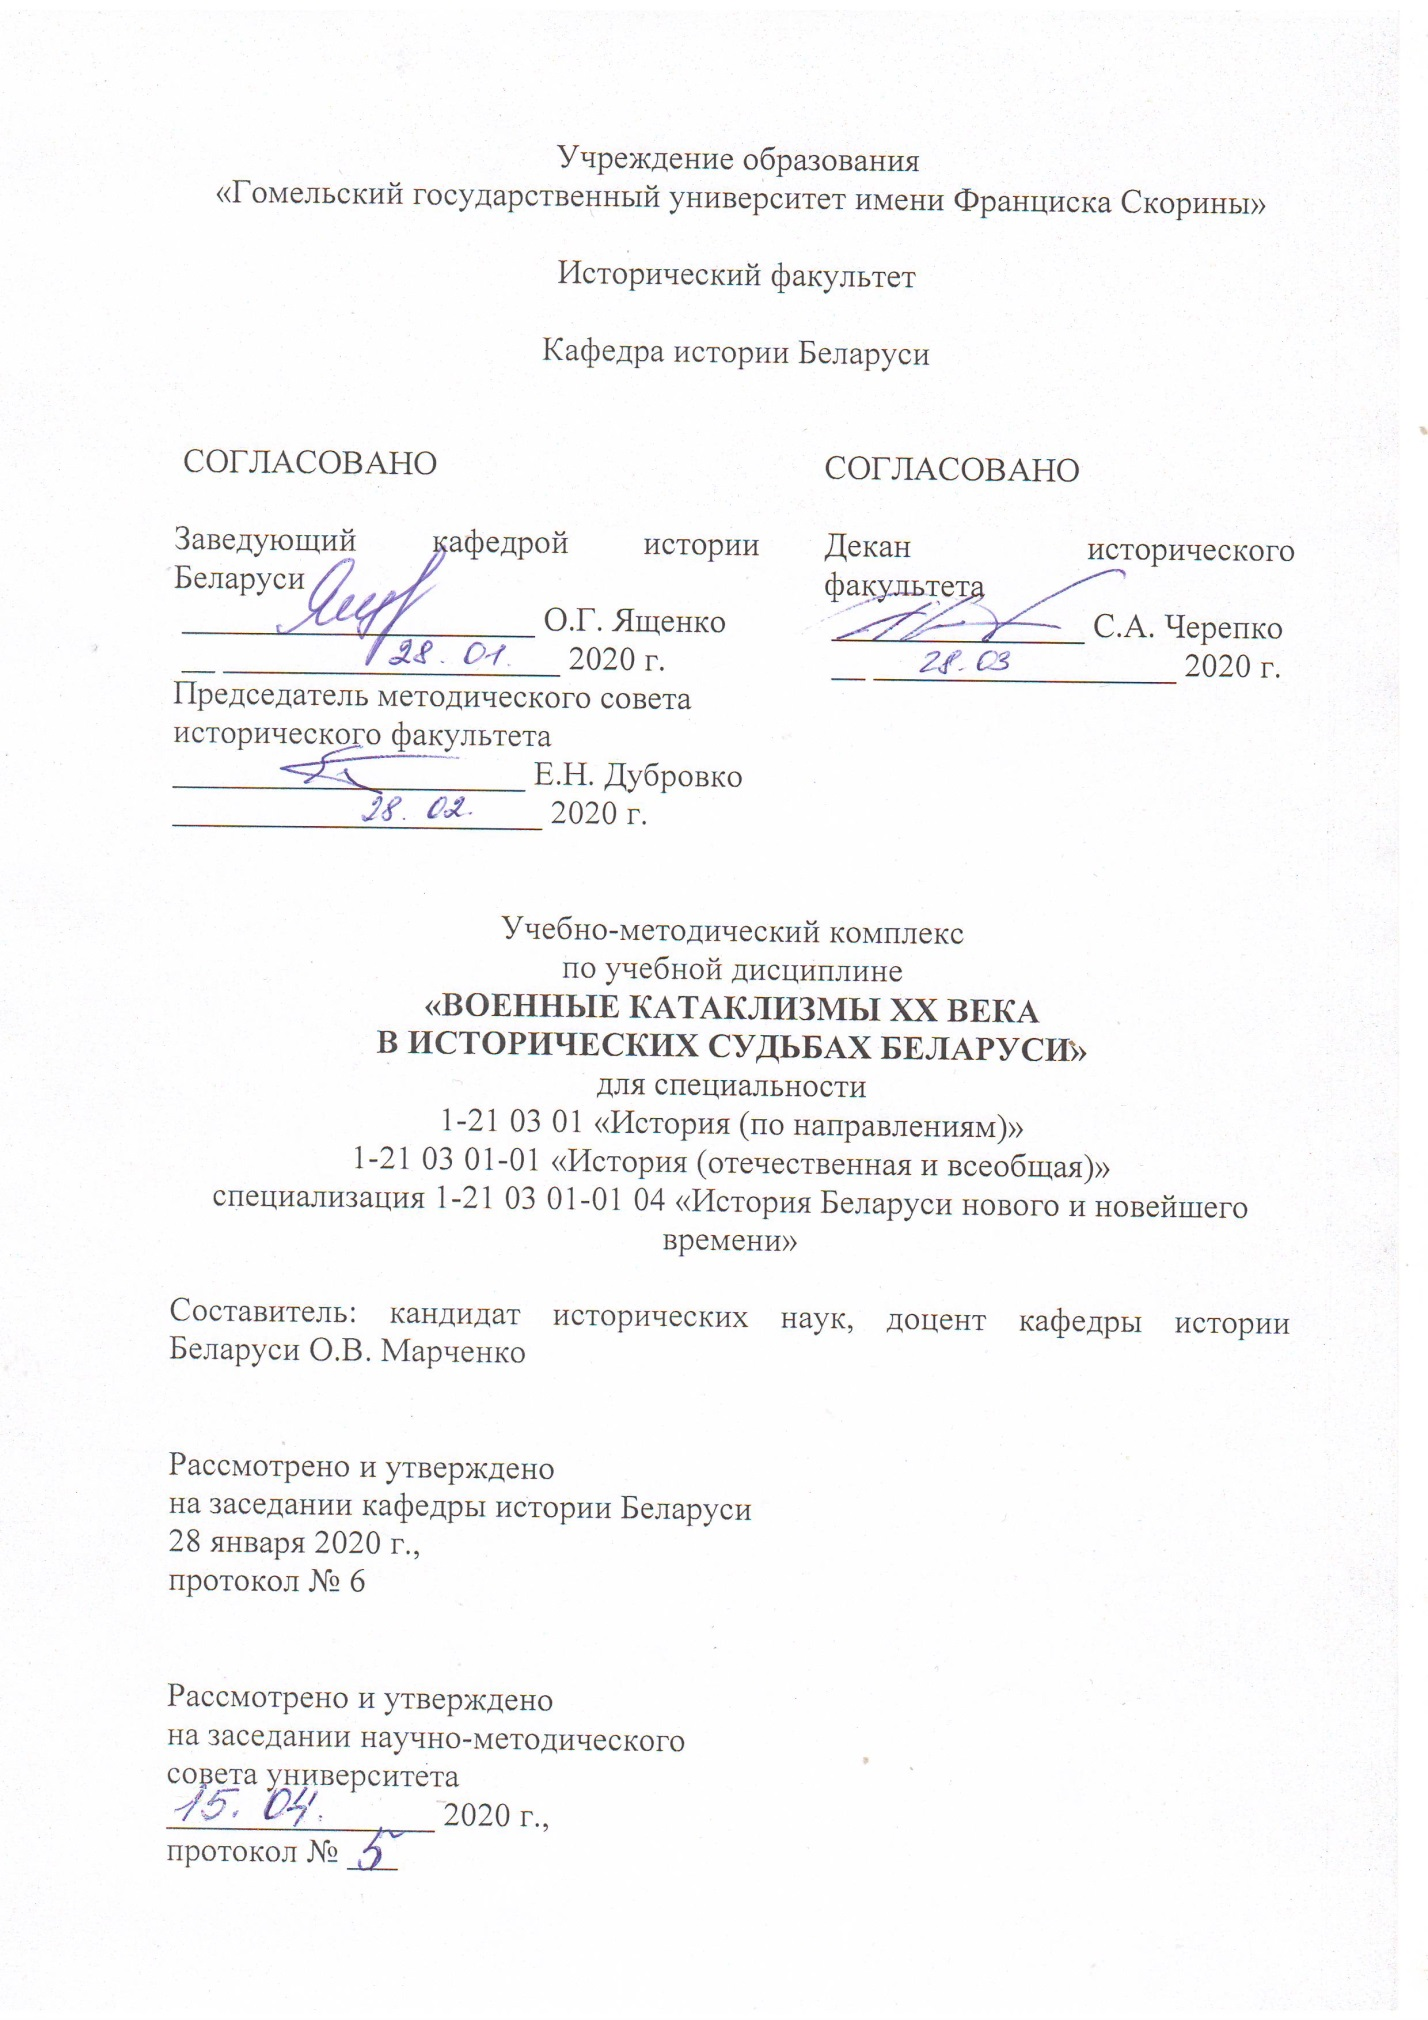 Учреждение образования
«Гомельский государственный университет имени Франциска Скорины»
Исторический факультет
Кафедра истории Беларуси
СОГЛАСОВАНО
Заведующий кафедрой истории
Беларуси
О.Г. Ященко
28. 01. 2020 г.
Председатель методического совета
исторического факультета
Е.Н. Дубровко
28. 02. 2020 г.
СОГЛАСОВАНО
Декан исторического
факультета
С.А. Черепко
28. 03 2020 г.
Учебно-методический комплекс
по учебной дисциплине
«ВОЕННЫЕ КАТАКЛИЗМЫ ХХ ВЕКА
В ИСТОРИЧЕСКИХ СУДЬБАХ БЕЛАРУСИ»
для специальности
1-21 03 01 «История (по направлениям)»
1-21 03 01-01 «История (отечественная и всеобщая)»
специализация 1-21 03 01-01 04 «История Беларуси нового и новейшего
времени»
Составитель: кандидат исторических наук, доцент кафедры истории
Беларуси О.В. Марченко
Рассмотрено и утверждено
на заседании кафедры истории Беларуси
28 января 2020 г.,
протокол № 6
Рассмотрено и утверждено
на заседании научно-методического
совета университета
15. 04. 2020 г.,
протокол № 5